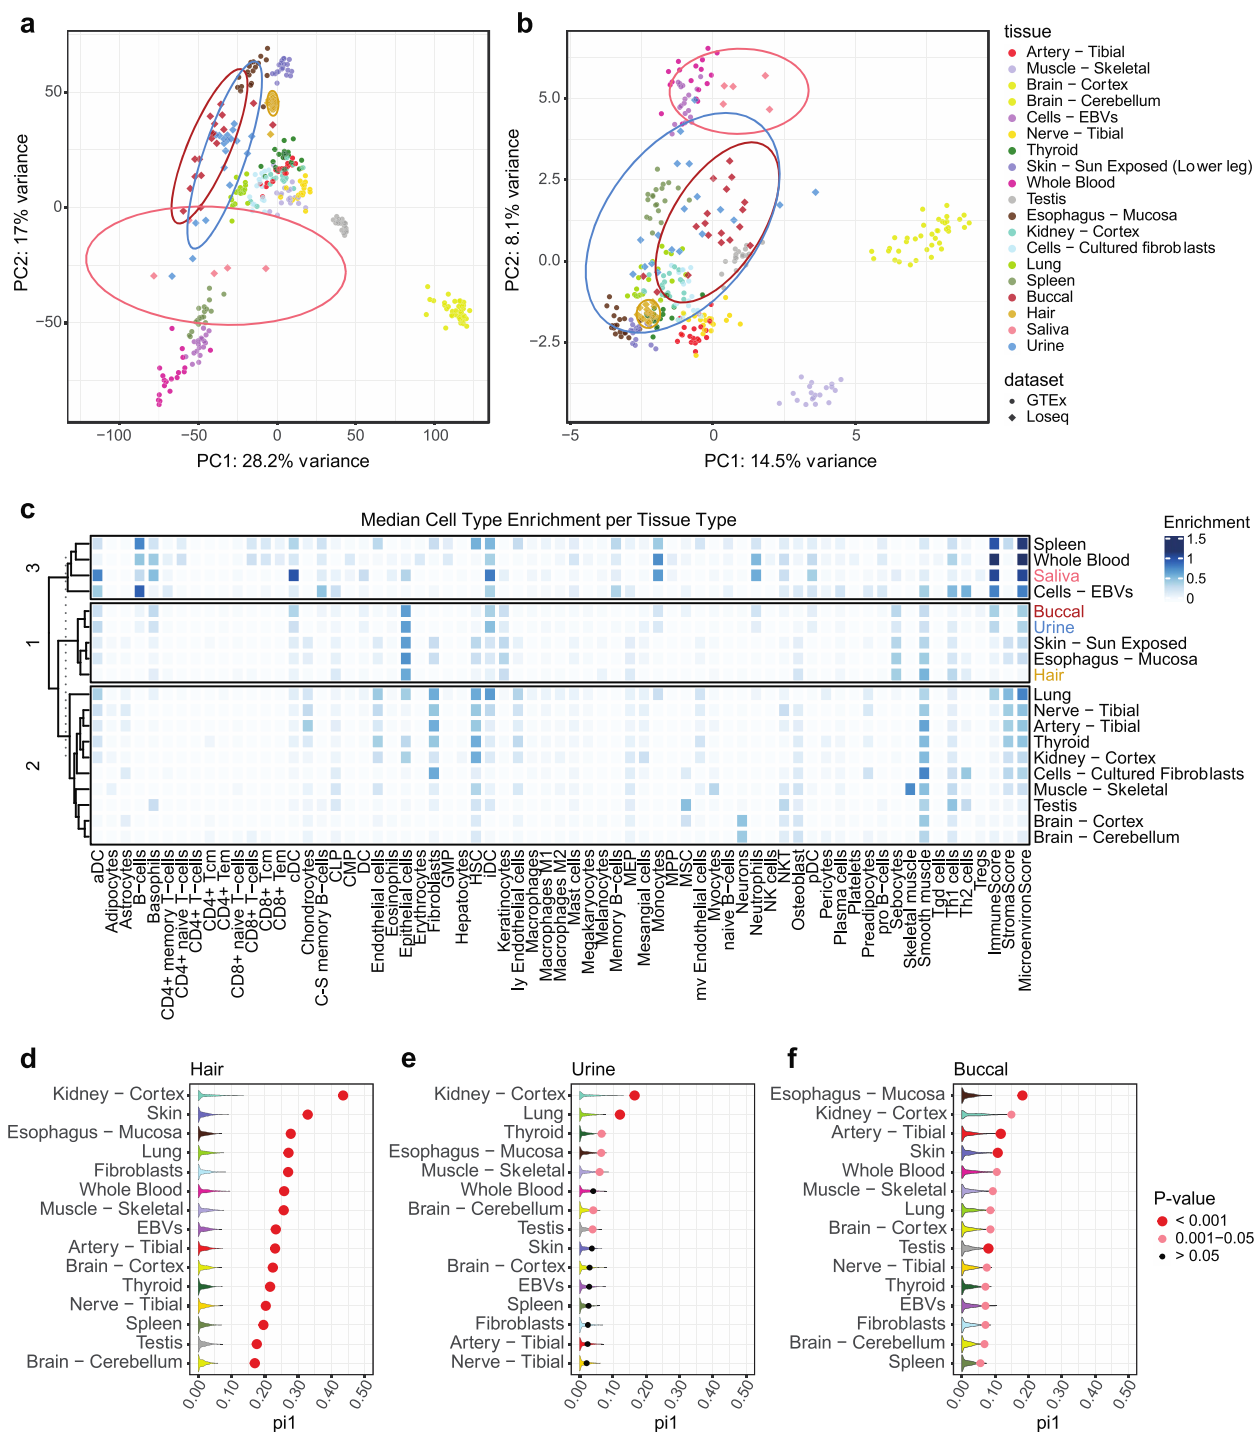 a
PC2: 17% variance
50
0
−50
−100
−50
0
50
100
PC1: 28.2% variance
b
PC2: 8.1% variance
5.0
2.5
0.0
−2.5
−5
0
5
PC1: 14.5% variance
tissue
Artery − Tibial
Muscle − Skeletal
Brain − Cortex
Brain − Cerebellum
Cells − EBVs
Nerve − Tibial
Thyroid
Skin − Sun Exposed (Lower leg)
Whole Blood
Testis
Esophagus − Mucosa
Kidney − Cortex
Cells − Cultured fibroblasts
Lung
Spleen
Buccal
Hair
Saliva
Urine
dataset
GTEx
Loseq
c
Median Cell Type Enrichment per Tissue Type
3
1
2
Spleen
Whole Blood
Saliva
Cells − EBVs
Buccal
Urine
Skin − Sun Exposed
Esophagus − Mucosa
Hair
Lung
Nerve − Tibial
Artery − Tibial
Thyroid
Kidney − Cortex
Cells − Cultured Fibroblasts
Muscle − Skeletal
Testis
Brain − Cortex
Brain − Cerebellum
Enrichment
1.5
1
0.5
0
aDC
Adipocytes
Astrocytes
B−cells
Basophils
CD4+ memory T−cells
CD4+ naive T−cells
CD4+ T−cells
CD4+ Tcm
CD4+ Tem
CD8+ naive T−cells
CD8+ T−cells
CD8+ Tcm
CD8+ Tem
cDC
Chondrocytes
C-S memory B−cells
CLP
CMP
DC
Endothelial cells
Eosinophils
Epithelial cells
Erythrocytes
Fibroblasts
GMP
Hepatocytes
HSC
iDC
Keratinocytes
ly Endothelial cells
Macrophages
Macrophages M1
Macrophages M2
Mast cells
Megakaryocytes
Melanocytes
Memory B−cells
MEP
Mesangial cells
Monocytes
MPP
MSC
mv Endothelial cells
Myocytes
naive B−cells
Neurons
Neutrophils
NK cells
NKT
Osteoblast
pDC
Pericytes
Plasma cells
Platelets
Preadipocytes
pro B−cells
Sebocytes
Skeletal muscle
Smooth muscle
Tgd cells
Th1 cells
Th2 cells
Tregs
ImmuneScore
StromaScore
MicroenvironScore
d
Hair
Kidney − Cortex
Skin
Esophagus − Mucosa
Lung
Fibroblasts
Whole Blood
Muscle − Skeletal
EBVs
Artery − Tibial
Brain − Cortex
Thyroid
Nerve − Tibial
Spleen
Testis
Brain − Cerebellum
0.00
0.10
0.20
0.30
0.40
0.50
pi1
e
Urine
Kidney − Cortex
Lung
Thyroid
Esophagus − Mucosa
Muscle − Skeletal
Whole Blood
Brain − Cerebellum
Testis
Skin
Brain − Cortex
EBVs
Spleen
Fibroblasts
Artery − Tibial
Nerve − Tibial
0.00
0.10
0.20
0.30
0.40
0.50
pi1
f
Buccal
Esophagus − Mucosa
Kidney − Cortex
Artery − Tibial
Skin
Whole Blood
Muscle − Skeletal
Lung
Brain − Cortex
Testis
Nerve − Tibial
Thyroid
EBVs
Fibroblasts
Brain − Cerebellum
Spleen
0.00
0.10
0.20
0.30
0.40
0.50
pi1
P-value
< 0.001
0.001−0.05
> 0.05